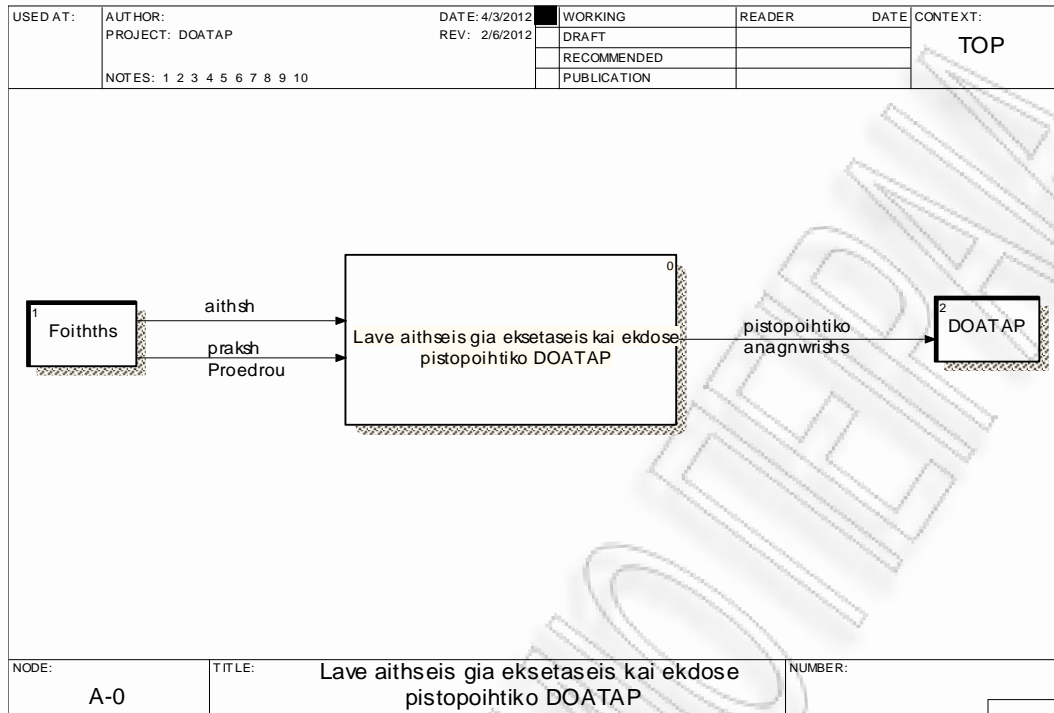 USED AT:
AUTHOR:
DATE: 4/3/2012
PROJECT: DOATAP
REV: 2/6/2012
NOTES: 1 2 3 4 5 6 7 8 9 10
WORKING
DRAFT
RECOMMENDED
PUBLICATION
READER
DATE
CONTEXT:
TOP
1
Foithths
aithsh
praksh
Proedrou
0
Lave aithseis gia eksetaseis kai ekdose
pistopoihtiko DOATAP
pistopoihtiko
anagnwrishs
2
DOATAP
NODE:
A-0
TITLE:
Lave aithseis gia eksetaseis kai ekdose
pistopoihtiko DOATAP
NUMBER: